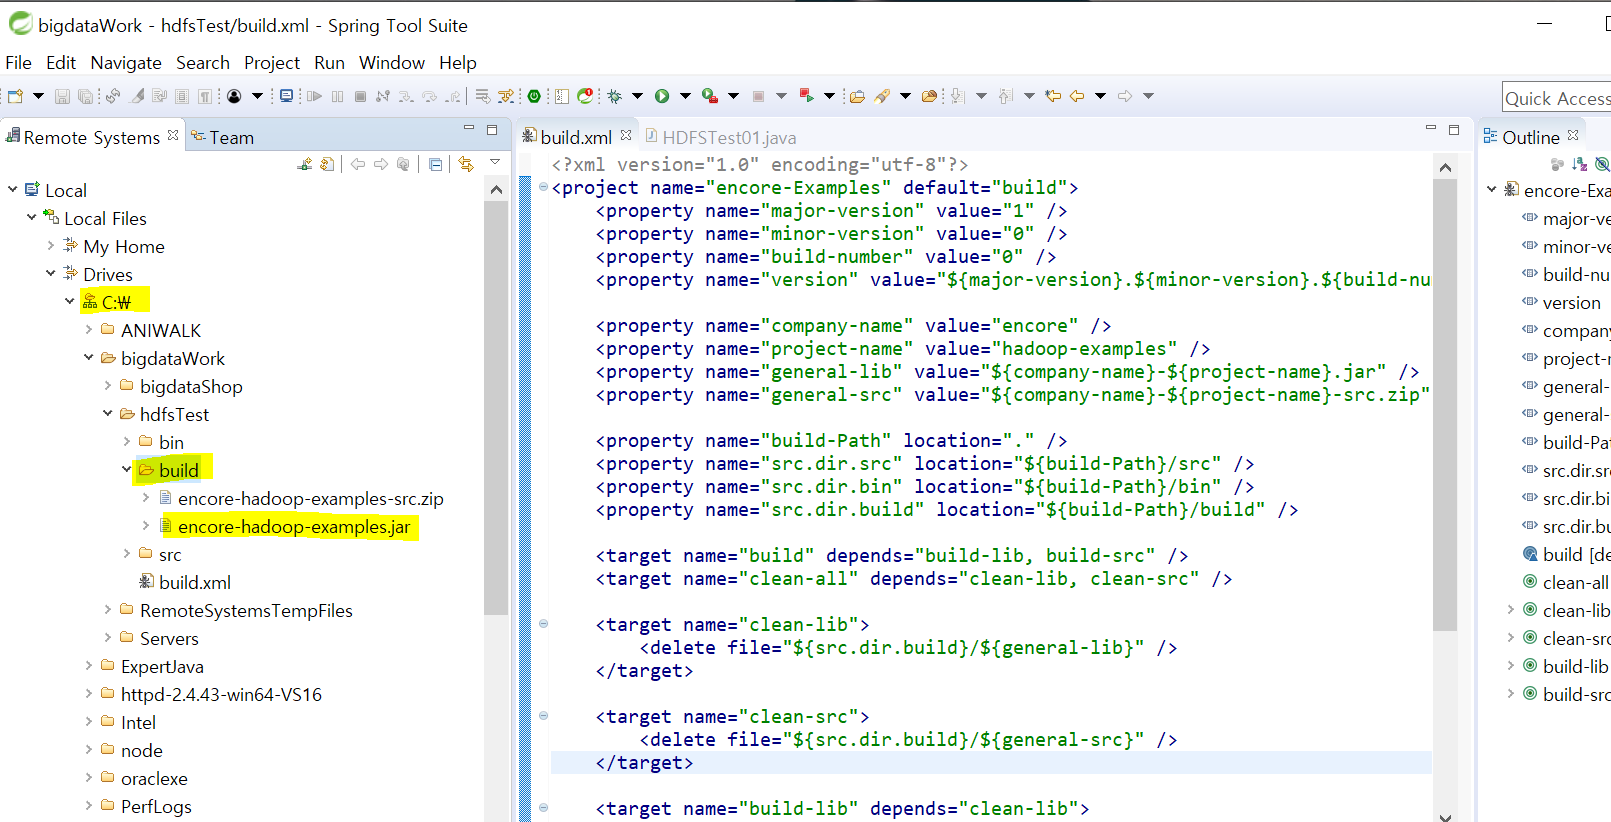 bigdataWork - hdfsTest/build.xml - Spring Tool Suite
File Edit Navigate Search Project Run Window Help
Quick Access
Remote Systems
Team
Local
Local Files
My Home
Drives
C:₩
ANIWALK
bigdataWork
bigdataShop
hdfsTest
bin
build
encore-hadoop-examples-src.zip
encore-hadoop-examples.jar
src
build.xml
RemoteSystemsTempFiles
Servers
ExpertJava
httpd-2.4.43-win64-VS16
Intel
node
oraclexe
PerfLogs
build.xml
HDFSTest01.java
<?xml version="1.0" encoding="utf-8"?>
<project name="encore-Examples" default="build">
<property name="major-version" value="1" />
<property name="minor-version" value="0" />
<property name="build-number" value="0" />
<property name="version" value="${major-version}.${minor-version}.${build-nu
<property name="company-name" value="encore" />
<property name="project-name" value="hadoop-examples" />
<property name="general-lib" value="${company-name}-${project-name}.jar" />
<property name="general-src" value="${company-name}-${project-name}-src.zip"
<property name="build-Path" location="." />
<property name="src.dir.src" location="${build-Path}/src" />
<property name="src.dir.bin" location="${build-Path}/bin" />
<property name="src.dir.build" location="${build-Path}/build" />
<target name="build" depends="build-lib, build-src" />
<target name="clean-all" depends="clean-lib, clean-src" />
<target name="clean-lib">
<delete file="${src.dir.build}/${general-lib}" />
</target>
<target name="clean-src">
<delete file="${src.dir.build}/${general-src}" />
</target>
<target name="build-lib" depends="clean-lib">
Outline
encore-Exa
major-ve
minor-ve
build-nu
version
company
project-n
general-
general-
build-Pa
src.dir.src
src.dir.bi
src.dir.bu
build [de
clean-all
clean-lib
clean-src
build-lib
build-src